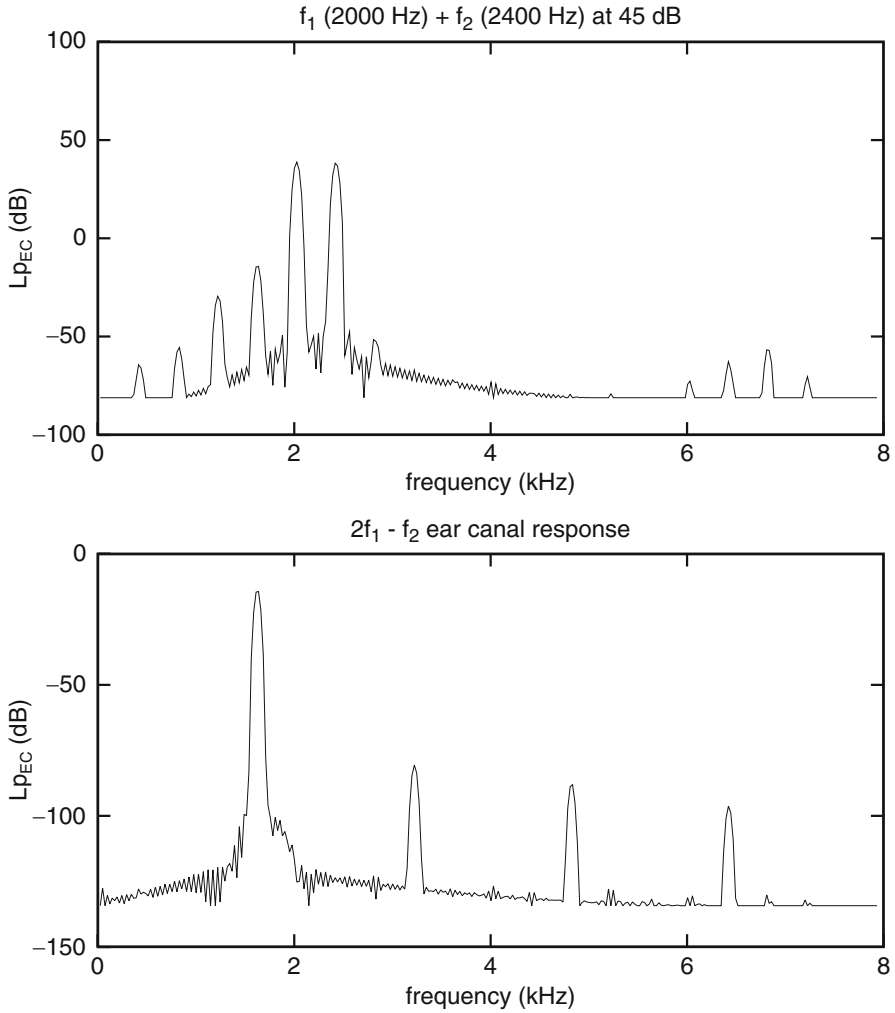 f₁ (2000 Hz) + f₂ (2400 Hz) at 45 dB
100
50
0
−50
−100
Lp_EC (dB)
0 2 4 6 8
frequency (kHz)
2f₁ - f₂ ear canal response
0
−50
−100
−150
Lp_EC (dB)
0 2 4 6 8
frequency (kHz)